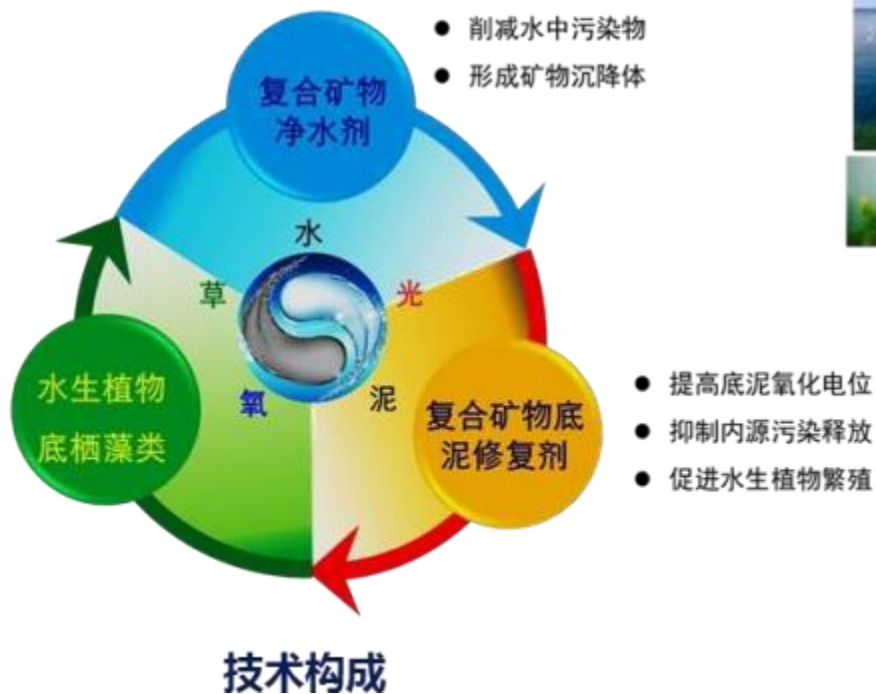 削减水中污染物
形成矿物沉降体
复合矿物
净水剂
水
草
光
氧
泥
水生植物
底栖藻类
复合矿物底
泥修复剂
提高底泥氧化电位
抑制内源污染释放
促进水生植物繁殖
技术构成